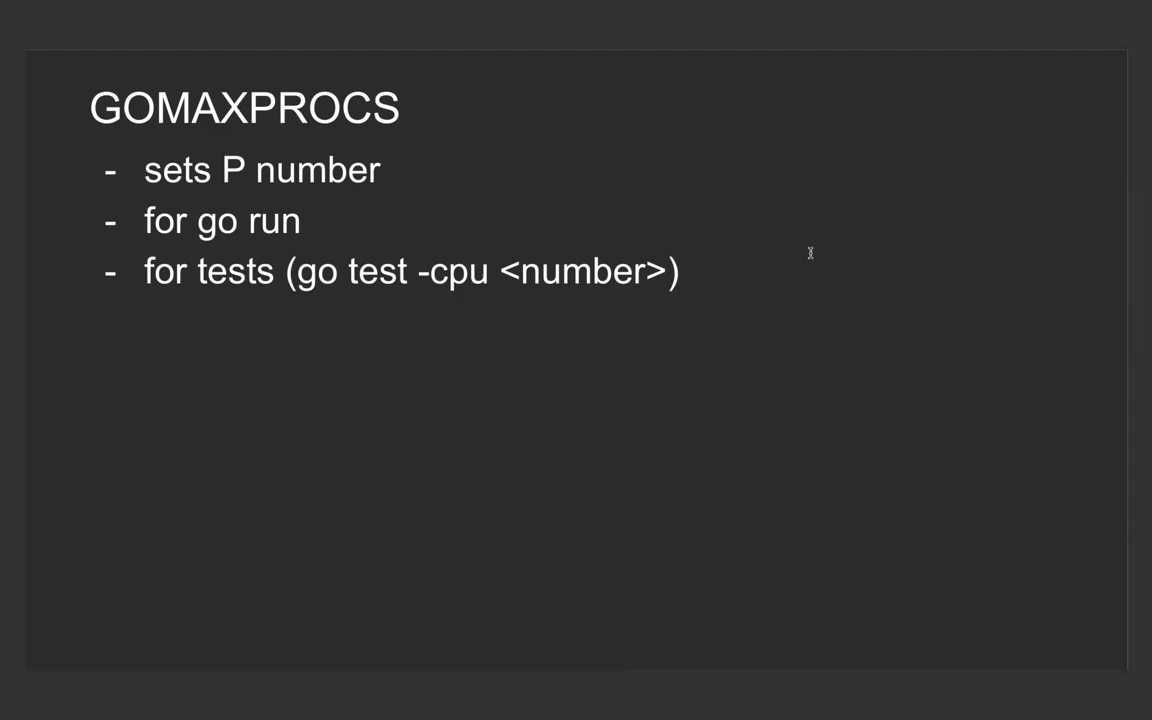 GOMAXPROCS
- sets P number
- for go run
- for tests (go test -cpu <number>)